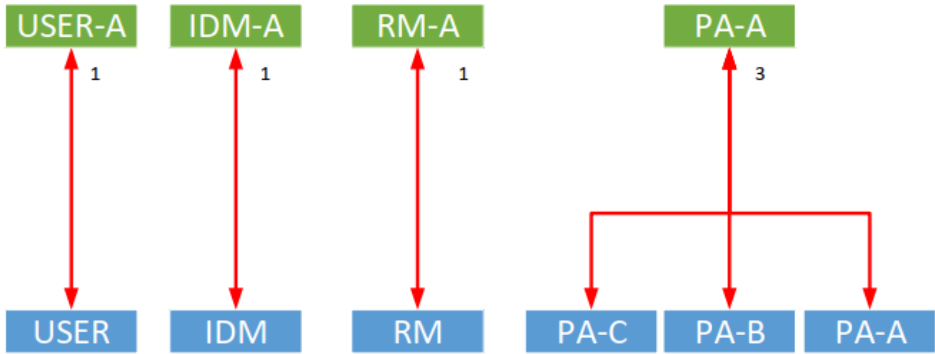 USER-A IDM-A RM-A PA-A
1 1 1 3
USER IDM RM PA-C PA-B PA-A